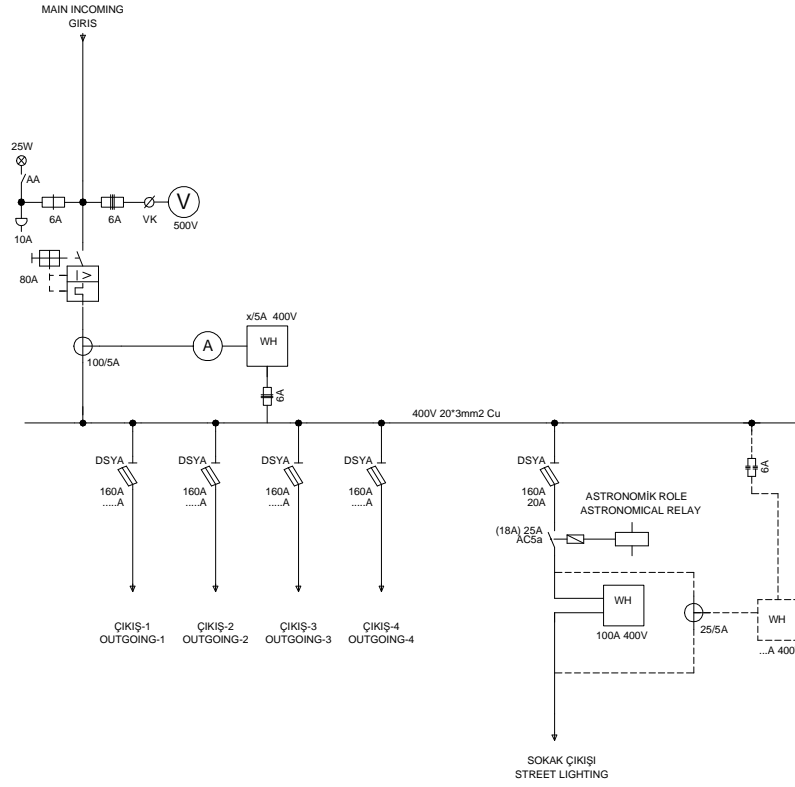 MAIN INCOMING
GIRIS
25W
AA
6A
6A
VK
V
500V
10A
80A
I >
x/5A 400V
WH
A
100/5A
6A
400V 20*3mm2 Cu
DSYA
160A
.....A
DSYA
160A
.....A
DSYA
160A
.....A
DSYA
160A
.....A
DSYA
160A
20A
6A
ASTRONOMİK ROLE
ASTRONOMICAL RELAY
(18A) 25A
AC5a
WH
100A 400V
25/5A
WH
...A 400
ÇIKIŞ-1
OUTGOING-1
ÇIKIŞ-2
OUTGOING-2
ÇIKIŞ-3
OUTGOING-3
ÇIKIŞ-4
OUTGOING-4
SOKAK ÇIKIŞI
STREET LIGHTING